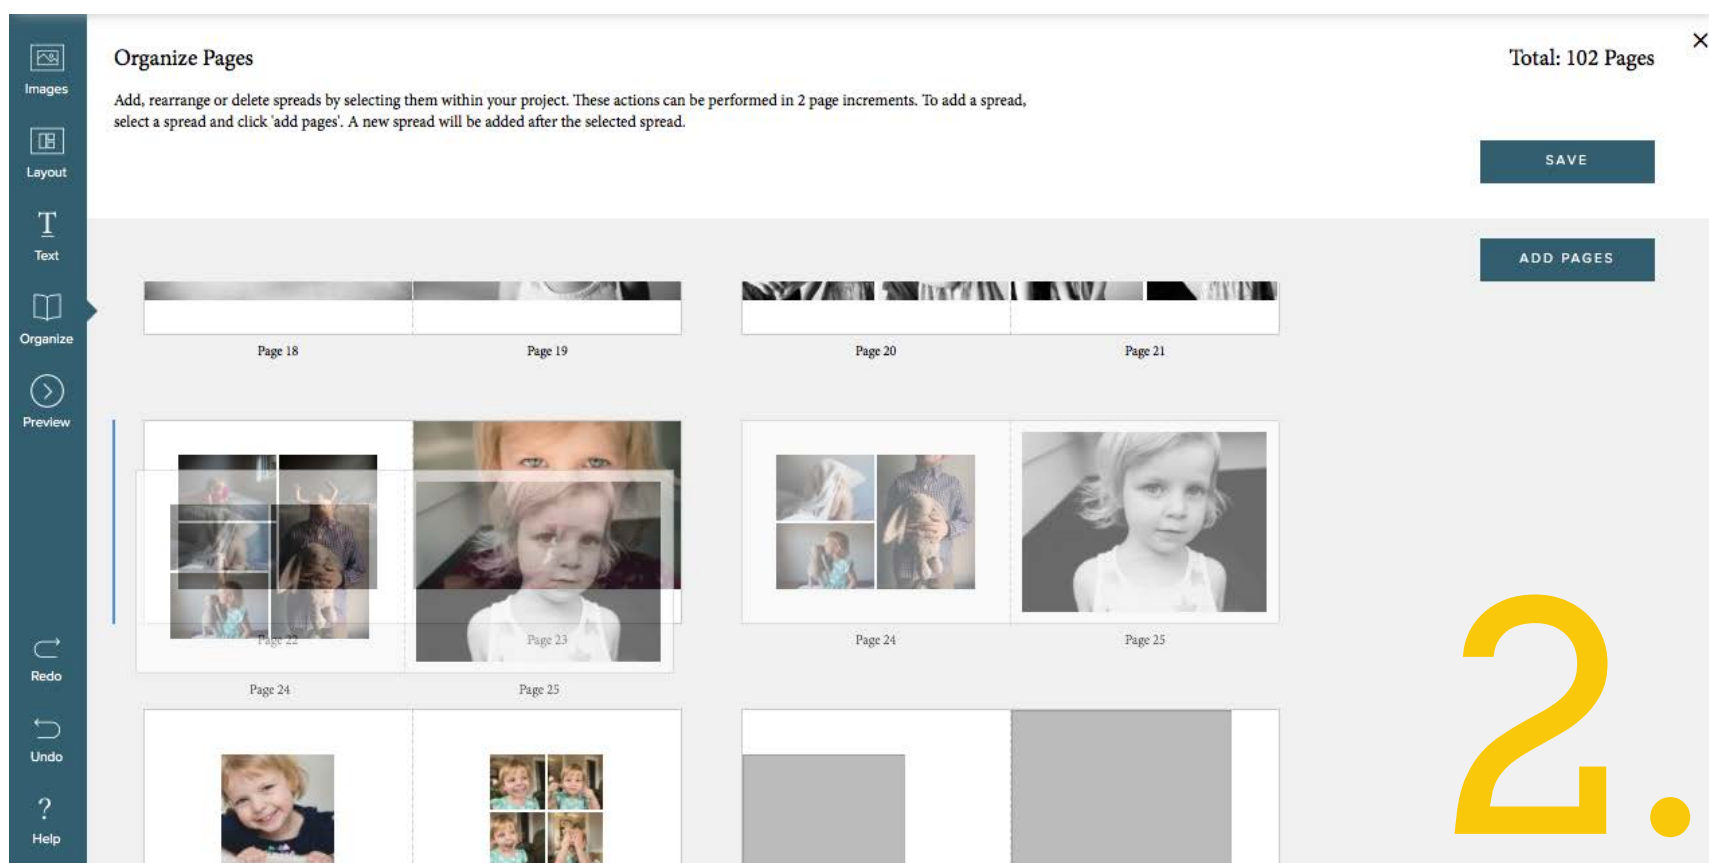 Images
Layout
Text
Organize
Preview
Redo
Undo
?
Help
Organize Pages
Total: 102 Pages
Add, rearrange or delete spreads by selecting them within your project. These actions can be performed in 2 page increments. To add a spread,
select a spread and click 'add pages'. A new spread will be added after the selected spread.
SAVE
ADD PAGES
Page 18
Page 19
Page 20
Page 21
Page 22
Page 23
Page 24
Page 25
Page 24
Page 25
2.